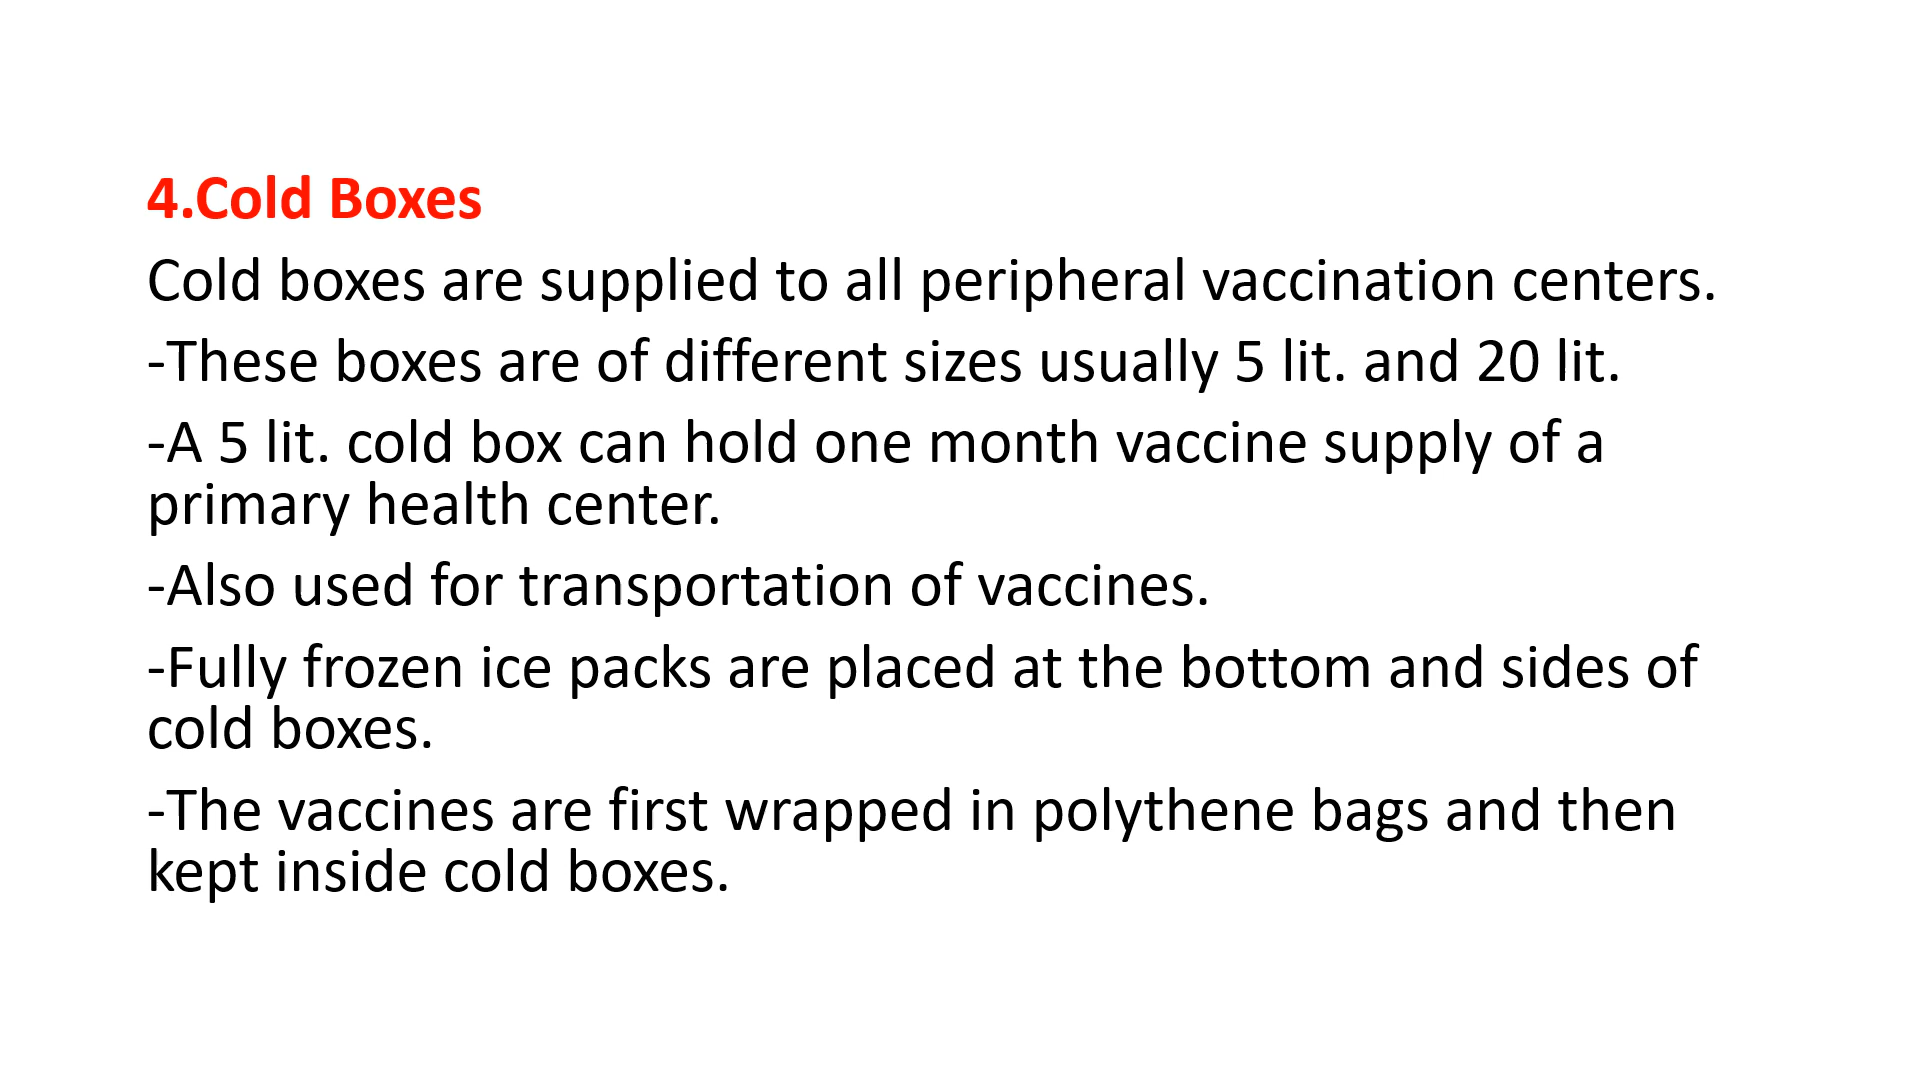 4.Cold Boxes
Cold boxes are supplied to all peripheral vaccination centers.
-These boxes are of different sizes usually 5 lit. and 20 lit.
-A 5 lit. cold box can hold one month vaccine supply of a
primary health center.
-Also used for transportation of vaccines.
-Fully frozen ice packs are placed at the bottom and sides of
cold boxes.
-The vaccines are first wrapped in polythene bags and then
kept inside cold boxes.